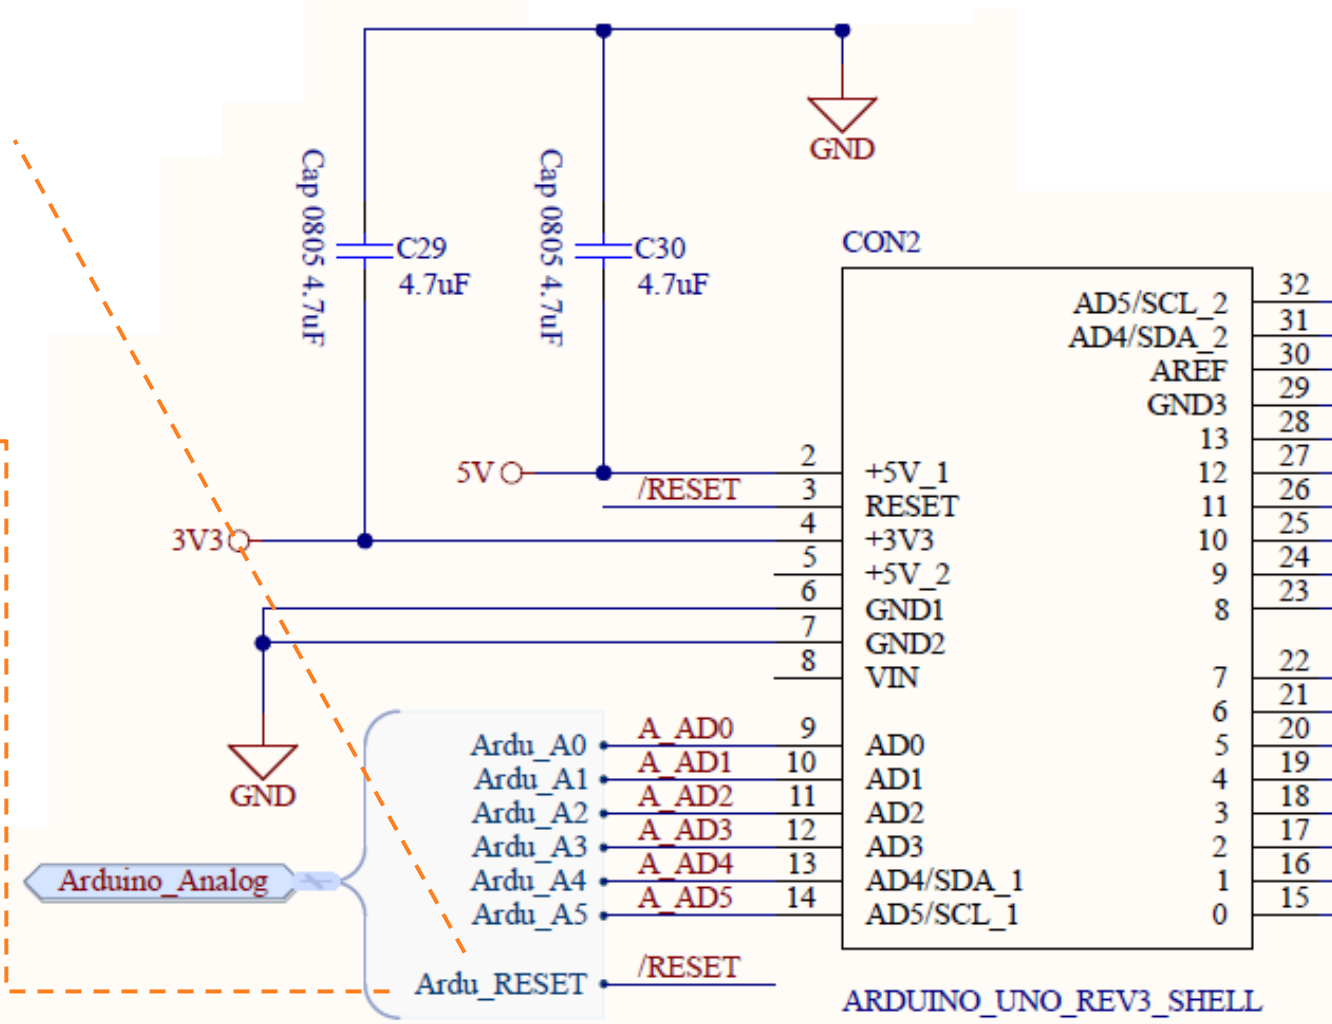 GND
Cap 0805 4.7uF
C29
4.7uF
Cap 0805 4.7uF
C30
4.7uF
CON2
AD5/SCL_2 32
AD4/SDA_2 31
AREF 30
GND3 29
13 28
5V 2 +5V_1 12 27
/RESET 3 RESET 11 26
3V3 4 +3V3 10 25
5 +5V_2 9 24
6 GND1 8 23
7 GND2
8 VIN 7 22
6 21
GND
Ardu_A0 A_AD0 9 AD0 5 20
Ardu_A1 A_AD1 10 AD1 4 19
Ardu_A2 A_AD2 11 AD2 3 18
Ardu_A3 A_AD3 12 AD3 2 17
Arduino_Analog Ardu_A4 A_AD4 13 AD4/SDA_1 1 16
Ardu_A5 A_AD5 14 AD5/SCL_1 0 15
Ardu_RESET /RESET
ARDUINO_UNO_REV3_SHELL